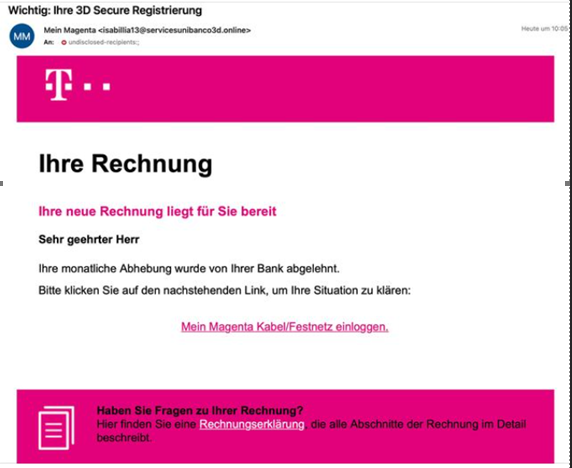 Wichtig: Ihre 3D Secure Registrierung
MM
Mein Magenta <isabillia13@servicesunibanco3d.online>
Heute um 10:05
An: undisclosed-recipients:;
T
Ihre Rechnung
Ihre neue Rechnung liegt für Sie bereit
Sehr geehrter Herr
Ihre monatliche Abhebung wurde von Ihrer Bank abgelehnt.
Bitte klicken Sie auf den nachstehenden Link, um Ihre Situation zu klären:
Mein Magenta Kabel/Festnetz einloggen.
Haben Sie Fragen zu Ihrer Rechnung?
Hier finden Sie eine Rechnungserklärung, die alle Abschnitte der Rechnung im Detail
beschreibt.